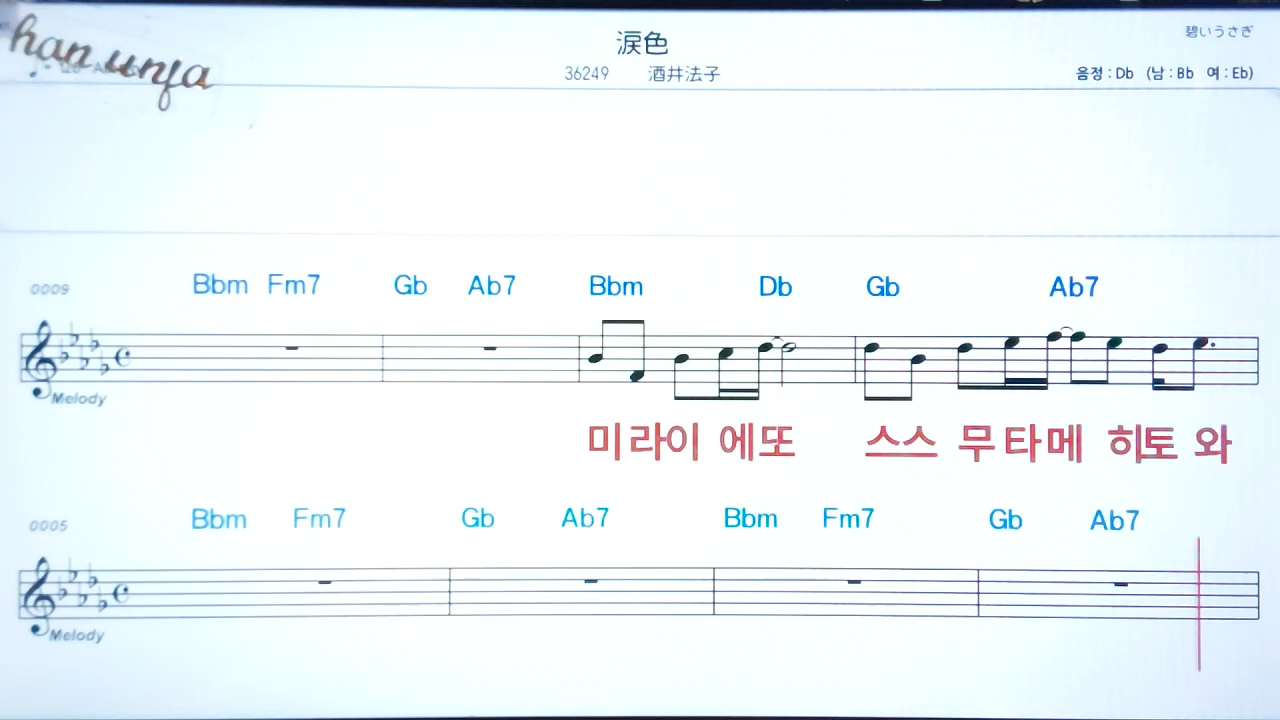 han unja
涙色
碧いうさぎ
36249 酒井法子
음정 : Db (남 : Bb 여 : Eb)
0009 Bbm Fm7 Gb Ab7 Bbm Db Gb Ab7
Melody
미 라이 에 또 스스 무 타 메 히토 와
0005 Bbm Fm7 Gb Ab7 Bbm Fm7 Gb Ab7
Melody